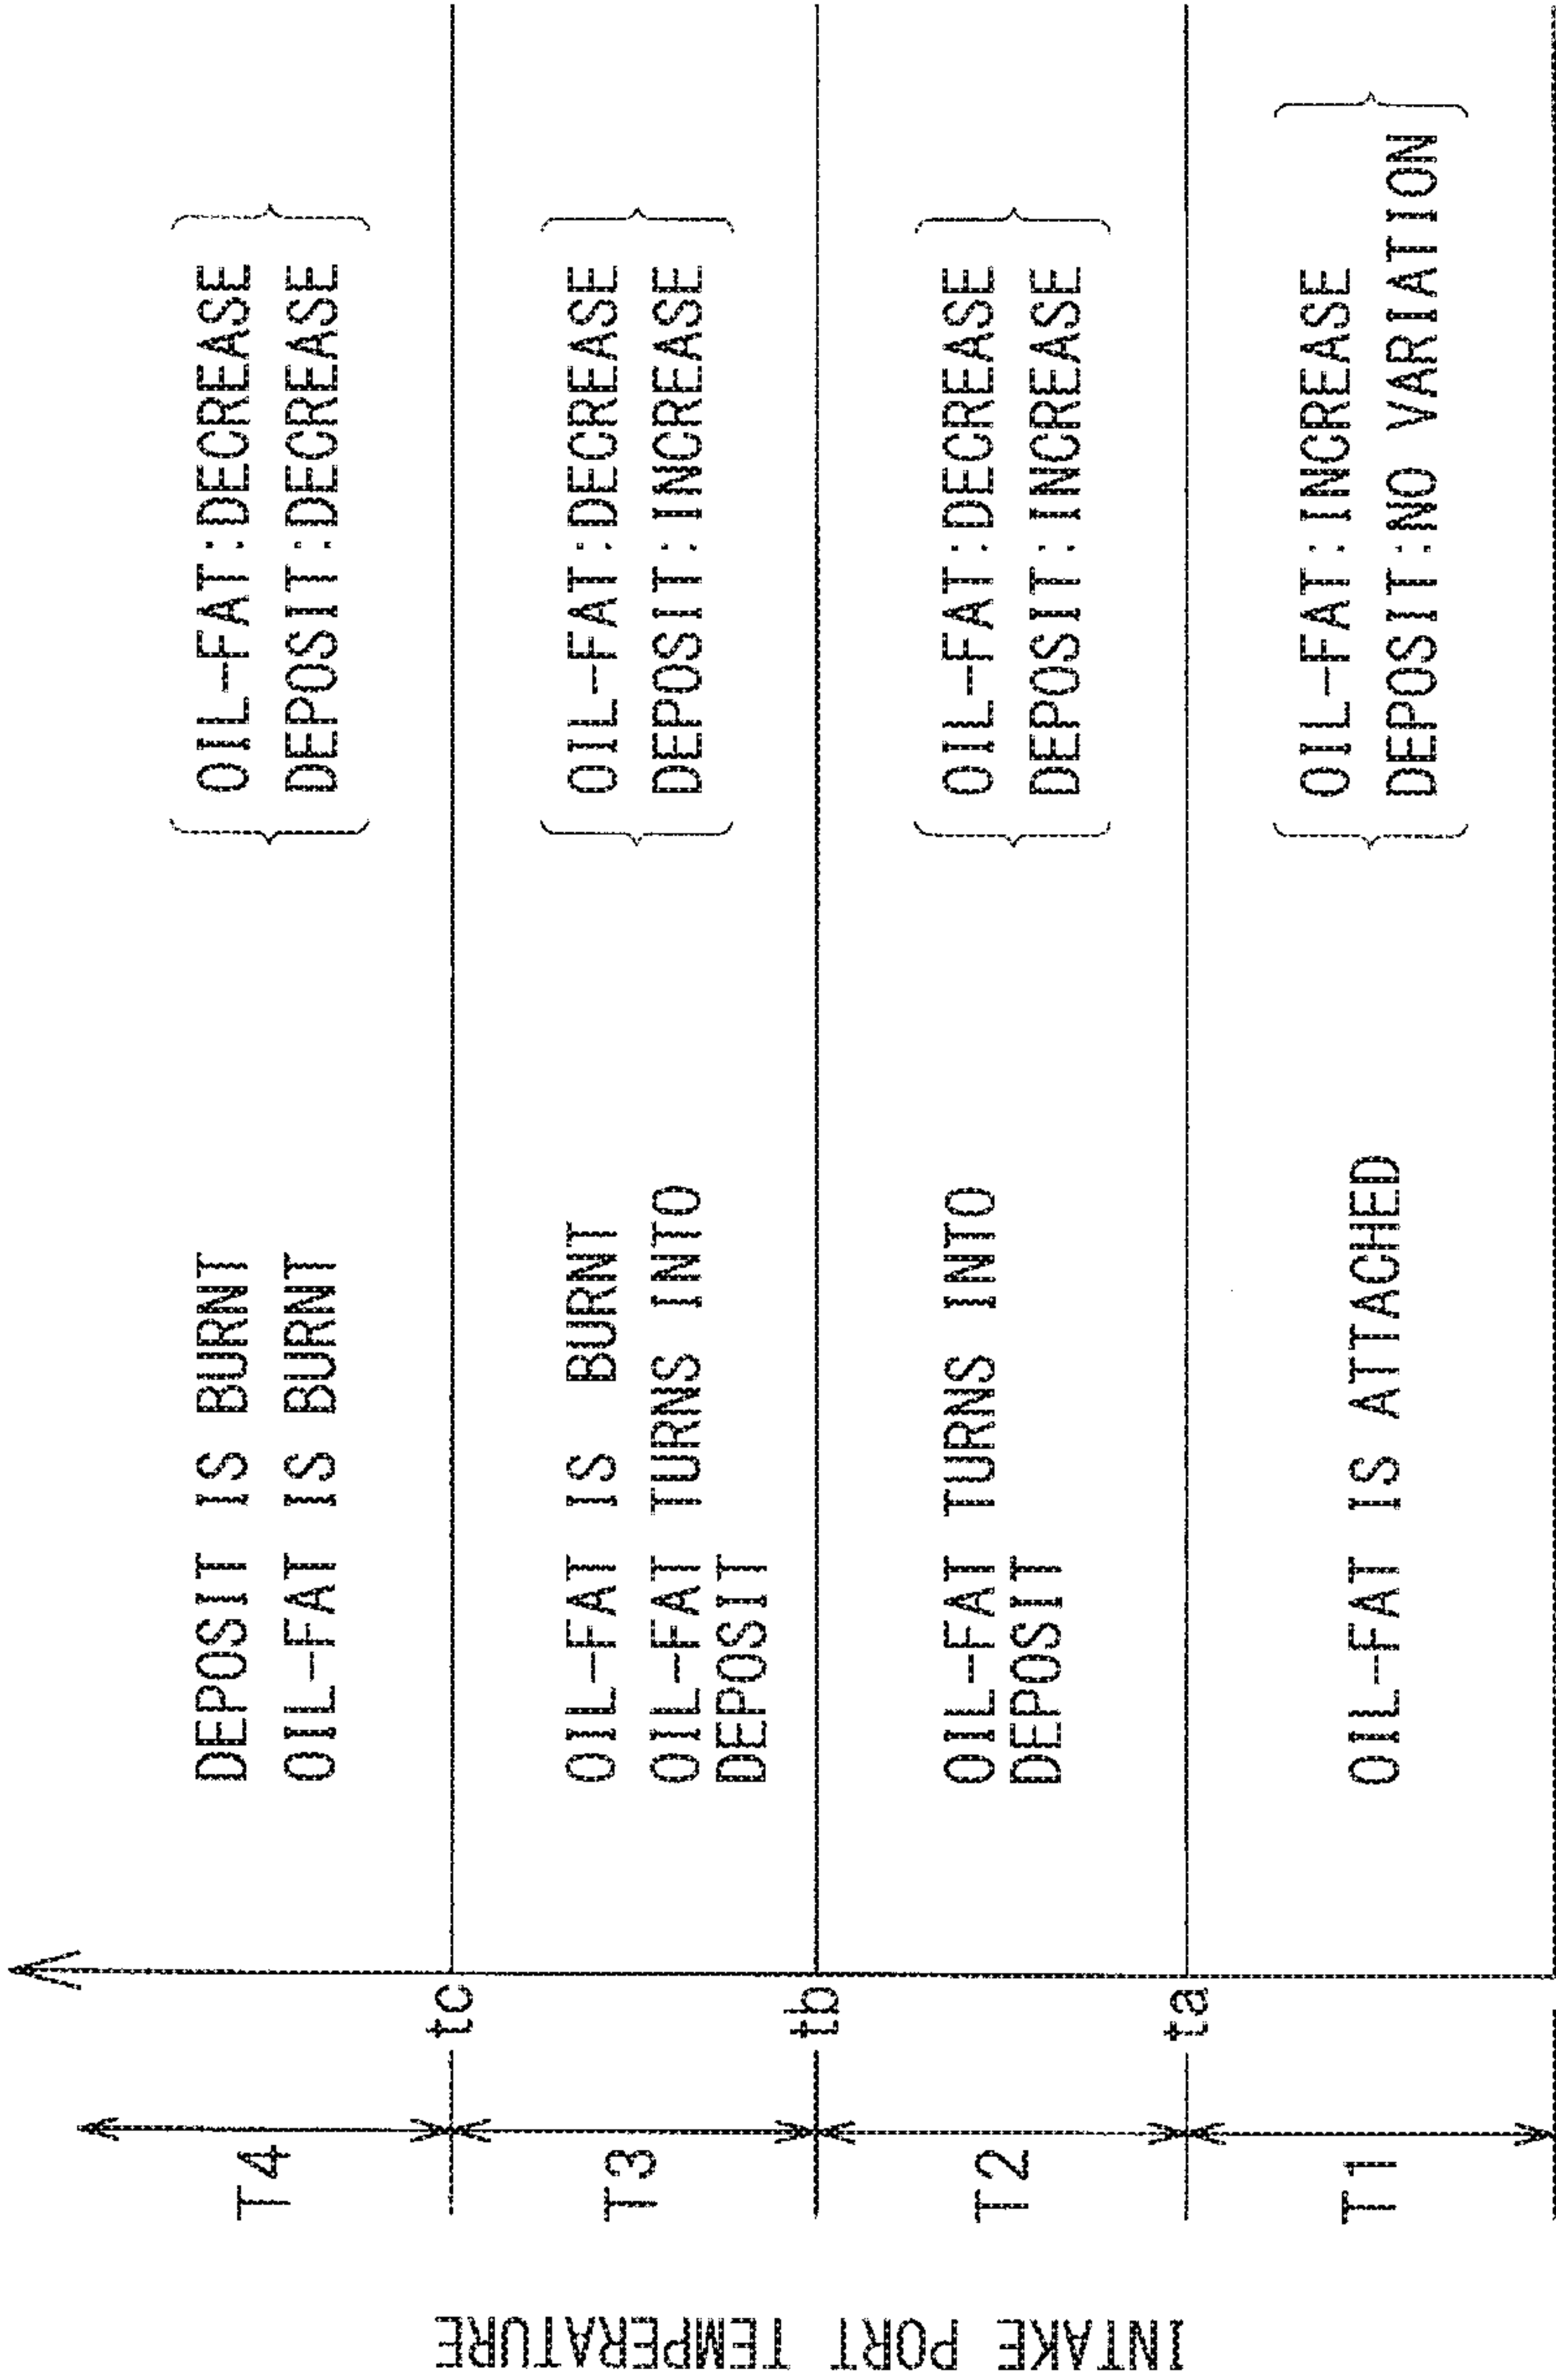 INTAKE PORT TEMPERATURE
T4
DEPOSIT IS BURNT
OIL-FAT IS BURNT
OIL-FAT:DECREASE
DEPOSIT:DECREASE
tc
T3
OIL-FAT IS BURNT
OIL-FAT TURNS INTO
DEPOSIT
OIL-FAT:DECREASE
DEPOSIT:INCREASE
tb
T2
OIL-FAT TURNS INTO
DEPOSIT
OIL-FAT:DECREASE
DEPOSIT:INCREASE
ta
T1
OIL-FAT IS ATTACHED
OIL-FAT:INCREASE
DEPOSIT:NO VARIATION